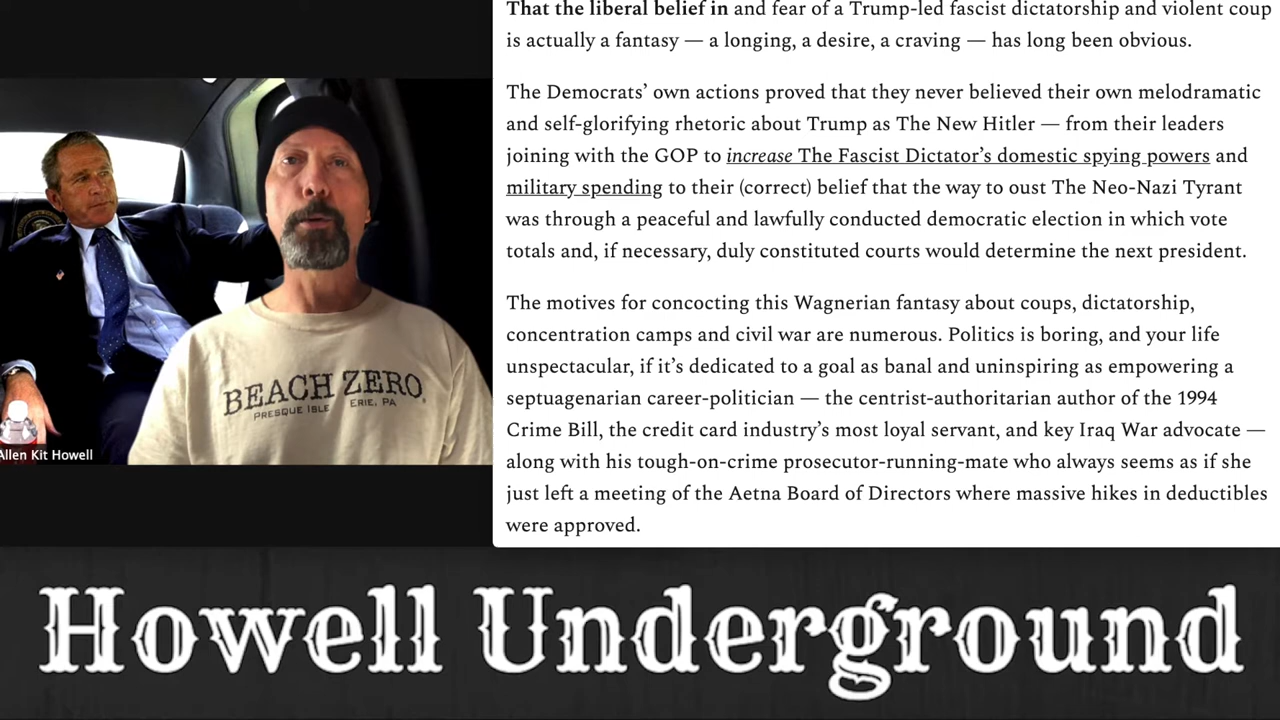 That the liberal belief in and fear of a Trump-led fascist dictatorship and violent coup
is actually a fantasy — a longing, a desire, a craving — has long been obvious.
The Democrats’ own actions proved that they never believed their own melodramatic
and self-glorifying rhetoric about Trump as The New Hitler — from their leaders
joining with the GOP to increase The Fascist Dictator’s domestic spying powers and
military spending to their (correct) belief that the way to oust The Neo-Nazi Tyrant
was through a peaceful and lawfully conducted democratic election in which vote
totals and, if necessary, duly constituted courts would determine the next president.
The motives for concocting this Wagnerian fantasy about coups, dictatorship,
concentration camps and civil war are numerous. Politics is boring, and your life
unspectacular, if it’s dedicated to a goal as banal and uninspiring as empowering a
septuagenarian career-politician — the centrist-authoritarian author of the 1994
Crime Bill, the credit card industry’s most loyal servant, and key Iraq War advocate —
along with his tough-on-crime prosecutor-running-mate who always seems as if she
just left a meeting of the Aetna Board of Directors where massive hikes in deductibles
were approved.
BEACH ZERO
PRESQUE ISLE ERIE, PA
Allen Kit Howell
Howell Underground